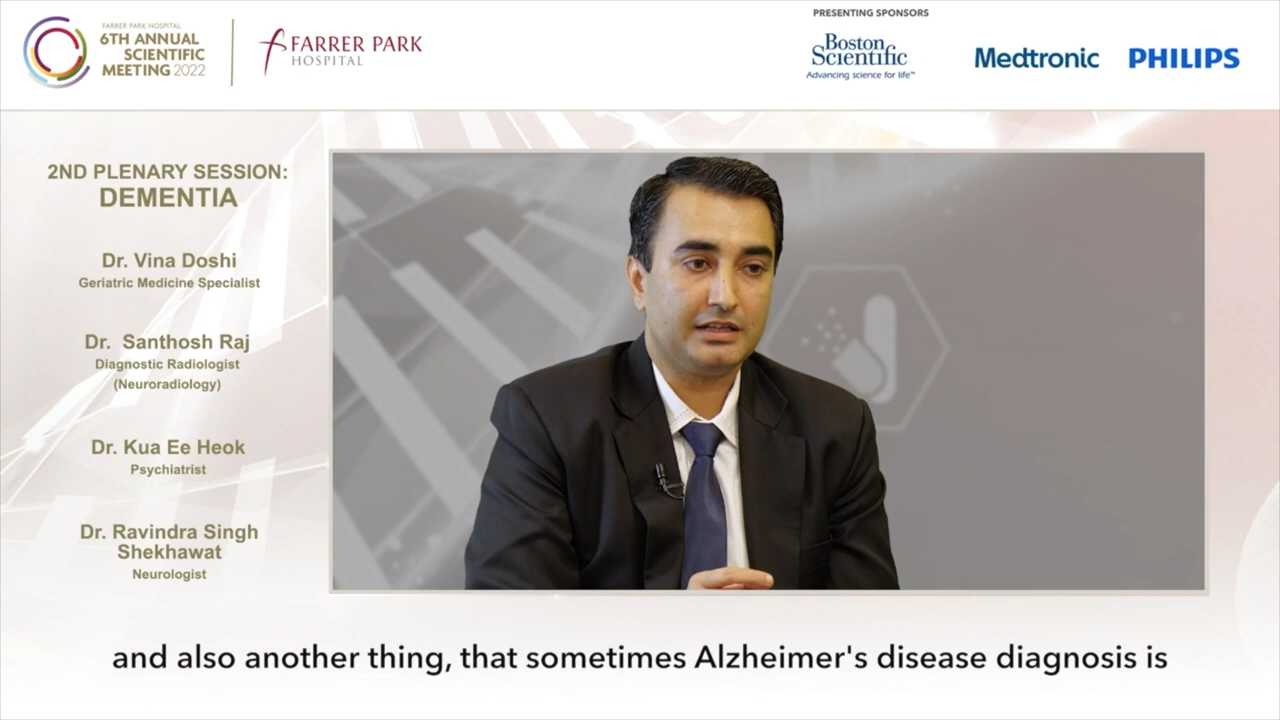 FARRER PARK HOSPITAL
6TH ANNUAL
SCIENTIFIC
MEETING 2022
FARRER PARK
HOSPITAL
PRESENTING SPONSORS
Boston
Scientific
Advancing science for life™
Medtronic
PHILIPS
2ND PLENARY SESSION:
DEMENTIA
Dr. Vina Doshi
Geriatric Medicine Specialist
Dr. Santhosh Raj
Diagnostic Radiologist
(Neuroradiology)
Dr. Kua Ee Heok
Psychiatrist
Dr. Ravindra Singh
Shekhawat
Neurologist
and also another thing, that sometimes Alzheimer's disease diagnosis is